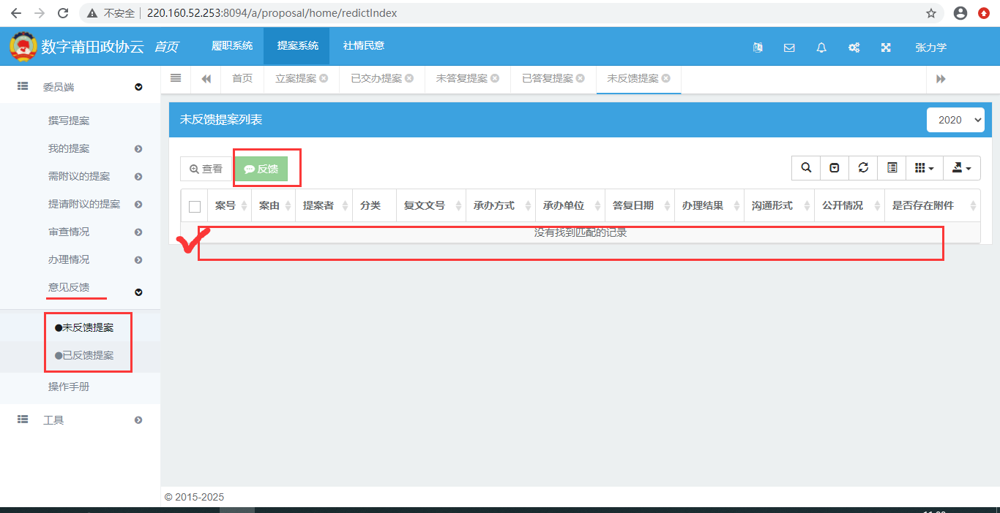 不安全 220.160.52.253:8094/a/proposal/home/redictIndex
数字莆田政协云 首页 履职系统 提案系统 社情民意 张力学
委员端
撰写提案
我的提案
需附议的提案
提请附议的提案
审查情况
办理情况
意见反馈
●未反馈提案
●已反馈提案
操作手册
工具
首页 立案提案 已交办提案 未答复提案 已答复提案 未反馈提案
未反馈提案列表 2020
查看 反馈
案号 案由 提案者 分类 复文文号 承办方式 承办单位 答复日期 办理结果 沟通形式 公开情况 是否存在附件
没有找到匹配的记录
© 2015-2025